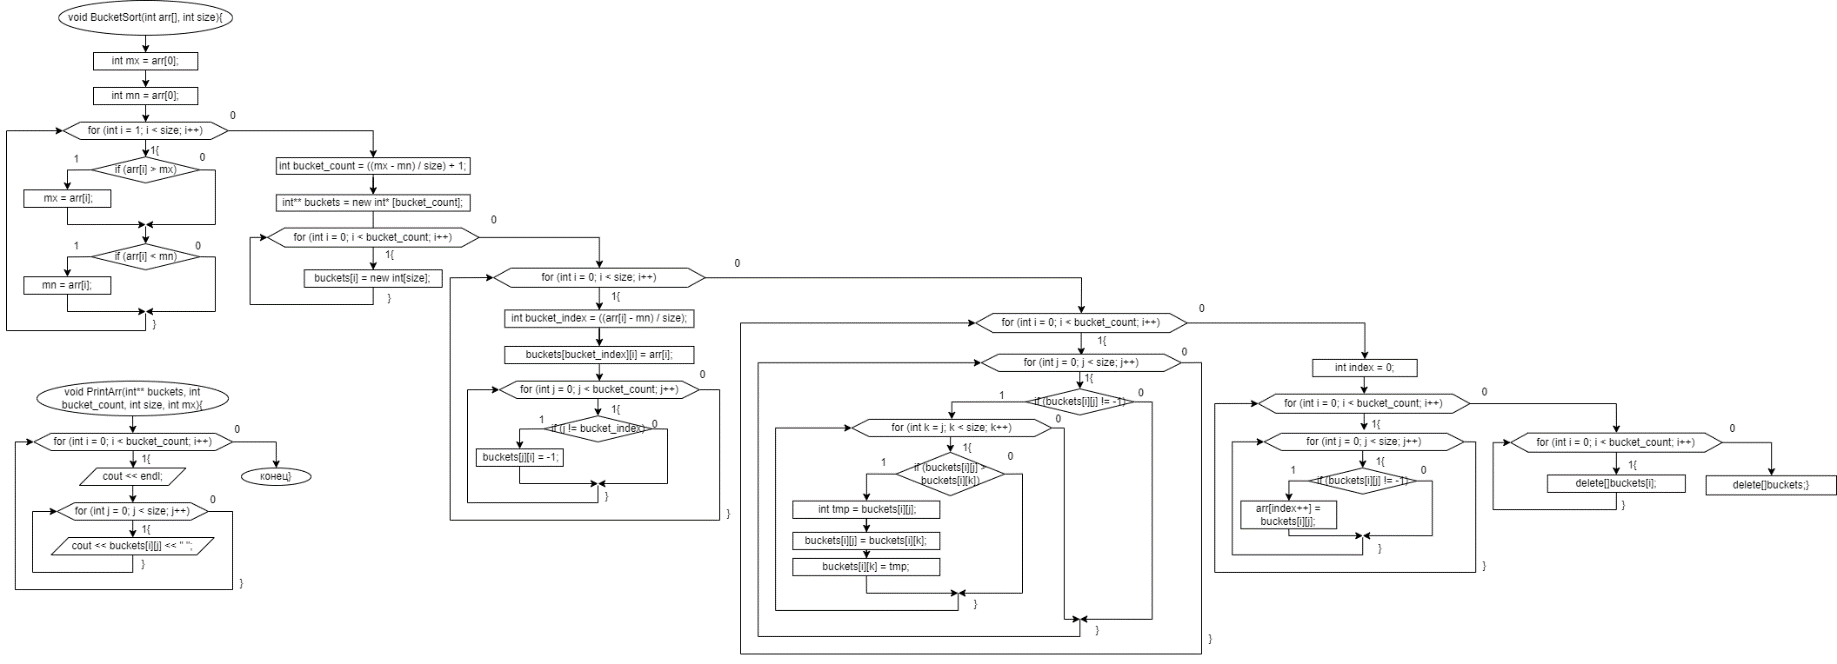 void BucketSort(int arr[], int size){
int mx = arr[0];
int mn = arr[0];
for (int i = 1; i < size; i++)
0
1{
if (arr[i] > mx)
1
0
mx = arr[i];
if (arr[i] < mn)
1
0
mn = arr[i];
}
int bucket_count = ((mx - mn) / size) + 1;
int** buckets = new int* [bucket_count];
for (int i = 0; i < bucket_count; i++)
0
1{
buckets[i] = new int[size];
}
for (int i = 0; i < size; i++)
0
1{
int bucket_index = ((arr[i] - mn) / size);
buckets[bucket_index][i] = arr[i];
for (int j = 0; j < bucket_count; j++)
0
1{
if (j != bucket_index)
1
0
buckets[j][i] = -1;
}
}
for (int i = 0; i < bucket_count; i++)
0
1{
for (int j = 0; j < size; j++)
0
1{
if (buckets[i][j] != -1)
1
0
for (int k = j; k < size; k++)
0
1{
if (buckets[i][j] >
buckets[i][k])
1
0
int tmp = buckets[i][j];
buckets[i][j] = buckets[i][k];
buckets[i][k] = tmp;
}
}
}
int index = 0;
for (int i = 0; i < bucket_count; i++)
0
1{
for (int j = 0; j < size; j++)
1{
if (buckets[i][j] != -1)
1
0
arr[index++] =
buckets[i][j];
}
}
for (int i = 0; i < bucket_count; i++)
0
1{
delete[]buckets[i];
}
delete[]buckets;}
void PrintArr(int** buckets, int
bucket_count, int size, int mx){
for (int i = 0; i < bucket_count; i++)
0
1{
cout << endl;
конец}
for (int j = 0; j < size; j++)
0
1{
cout << buckets[i][j] << " ";
}
}